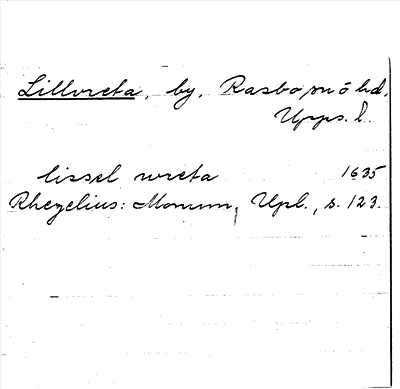 Lillvreta, by, Rasbo sn ö hd,
Upps. l.
lissel wreta 1635
Rhezelius: Monum, Upl., s. 123.